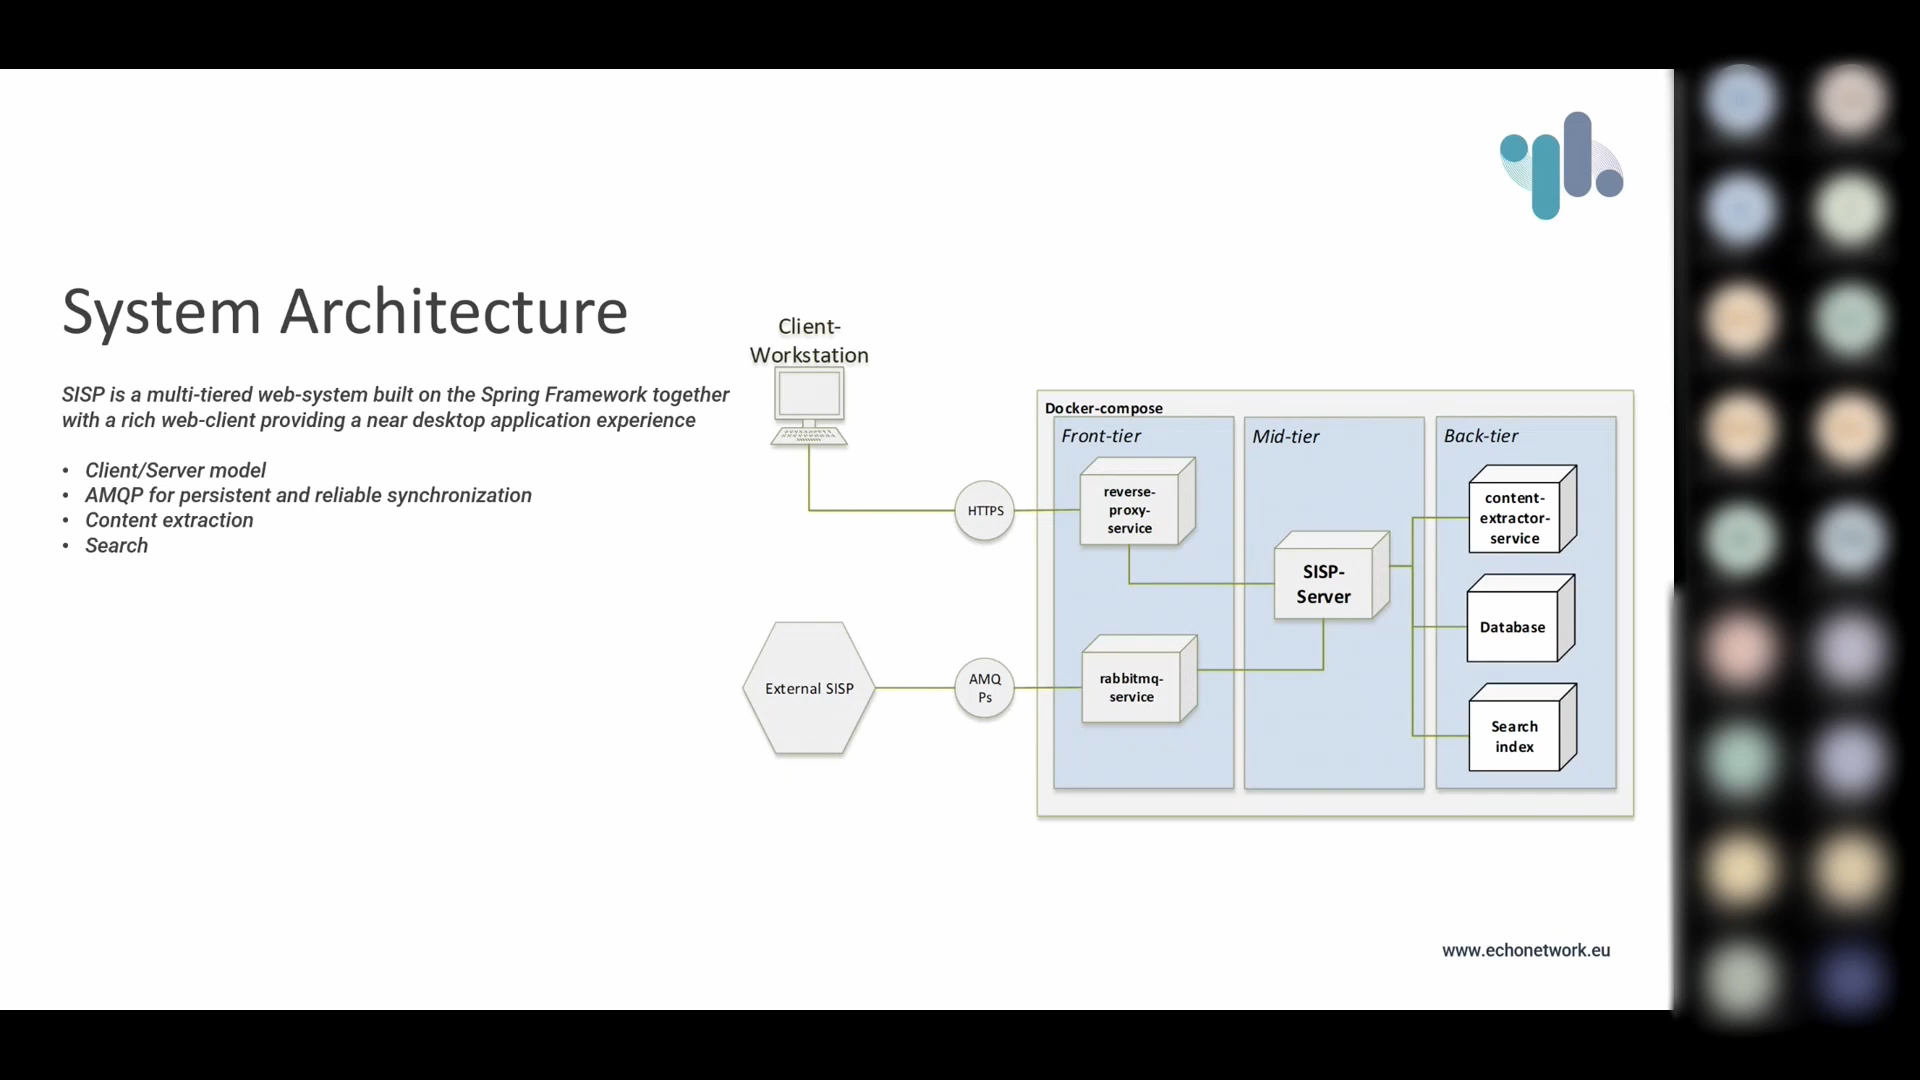 System Architecture
SISP is a multi-tiered web-system built on the Spring Framework together
with a rich web-client providing a near desktop application experience
• Client/Server model
• AMQP for persistent and reliable synchronization
• Content extraction
• Search
Client-
Workstation
HTTPS
External SISP
AMQ
Ps
Docker-compose
Front-tier
reverse-
proxy-
service
rabbitmq-
service
Mid-tier
SISP-
Server
Back-tier
content-
extractor-
service
Database
Search
index
www.echonetwork.eu